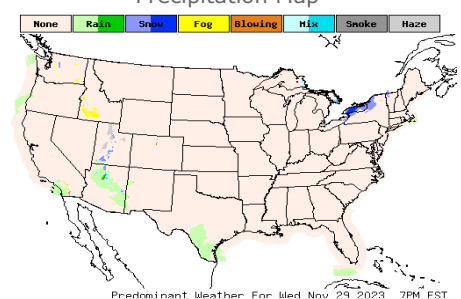 Precipitation Map
None Rain Snow Fog Blowing Mix Smoke Haze
Predominant Weather For Wed Nov 29 2023 7PM EST